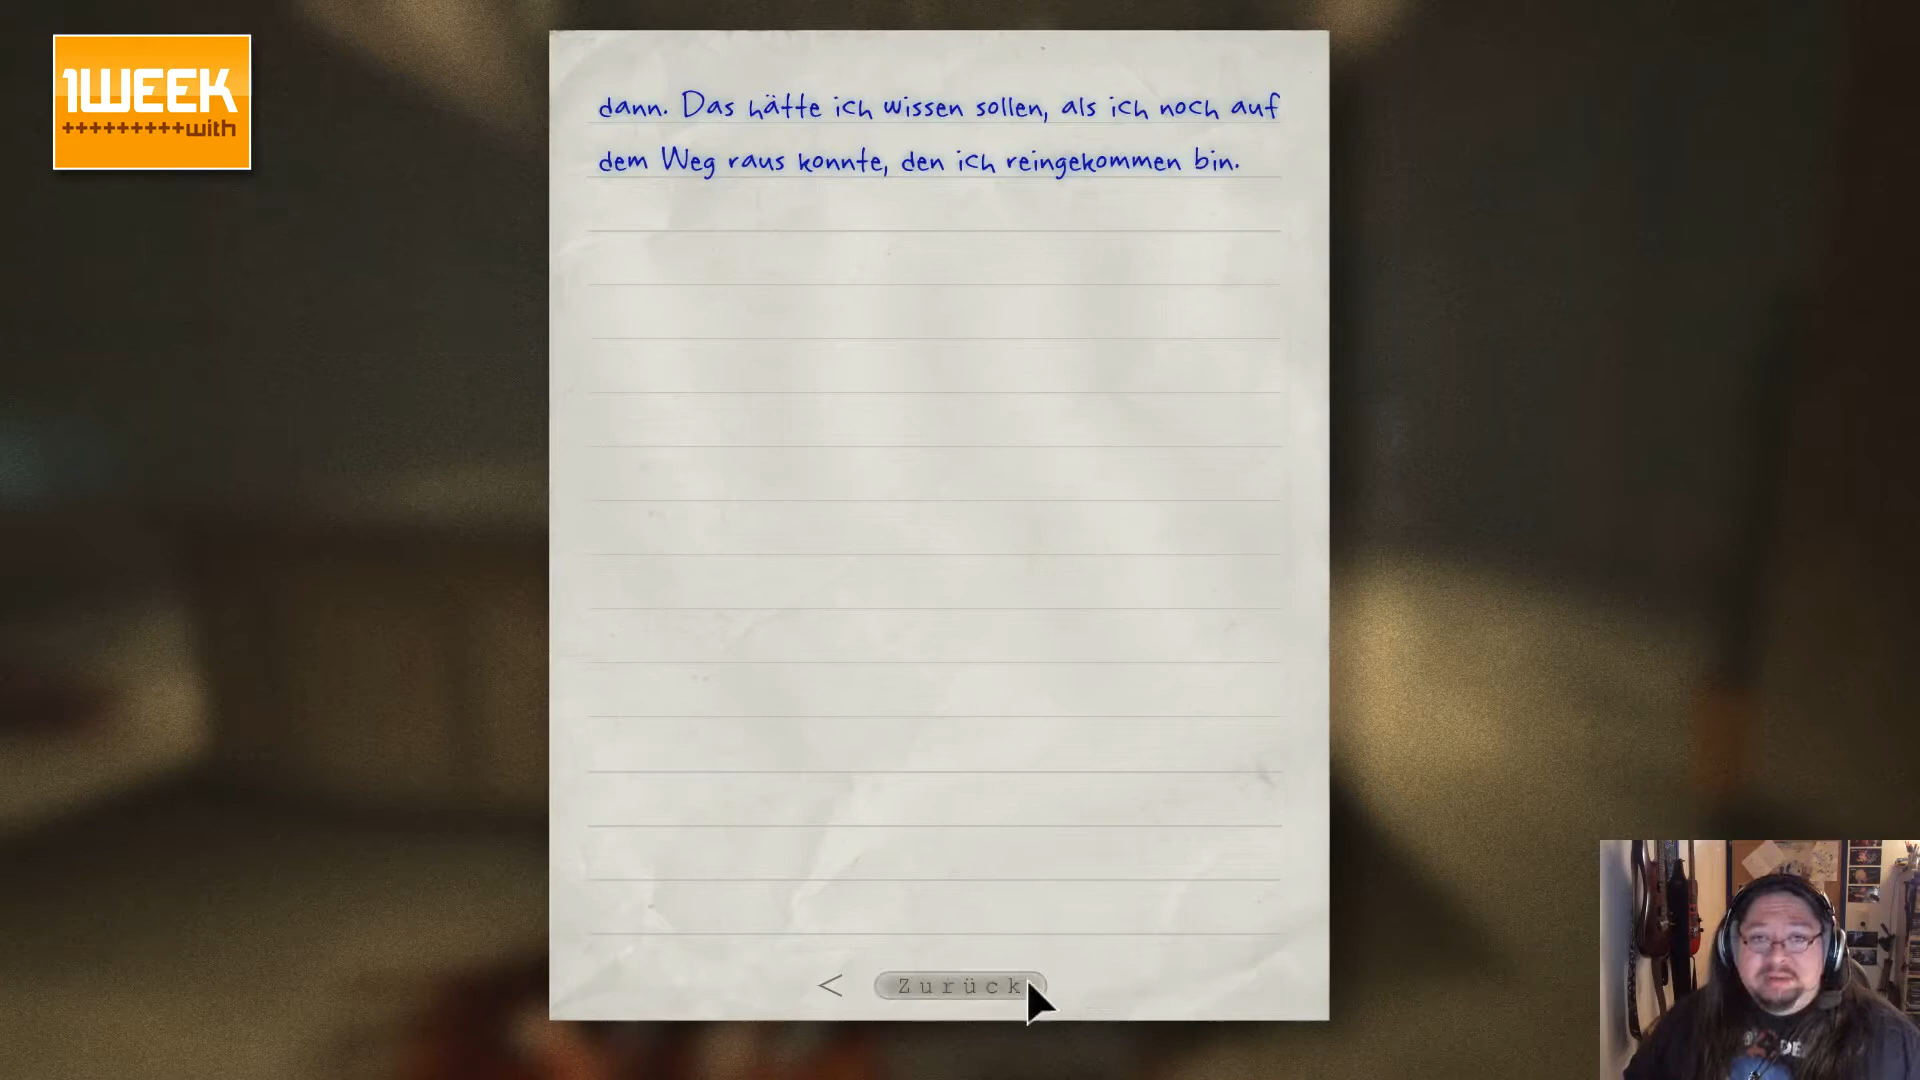 1WEEK
+++++++++with
dann. Das hätte ich wissen sollen, als ich noch auf
dem Weg raus konnte, den ich reingekommen bin.
< Zurück